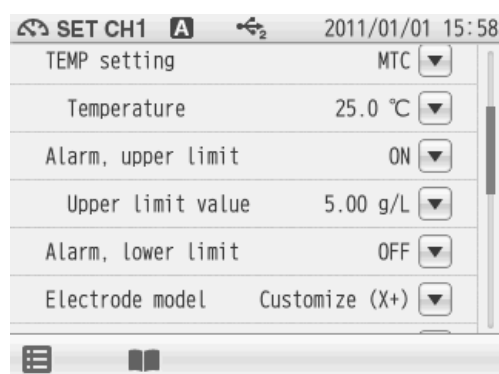 SET CH1 A 2 2011/01/01 15:58
TEMP setting MTC
Temperature 25.0 ℃
Alarm, upper limit ON
Upper limit value 5.00 g/L
Alarm, lower limit OFF
Electrode model Customize (X+)